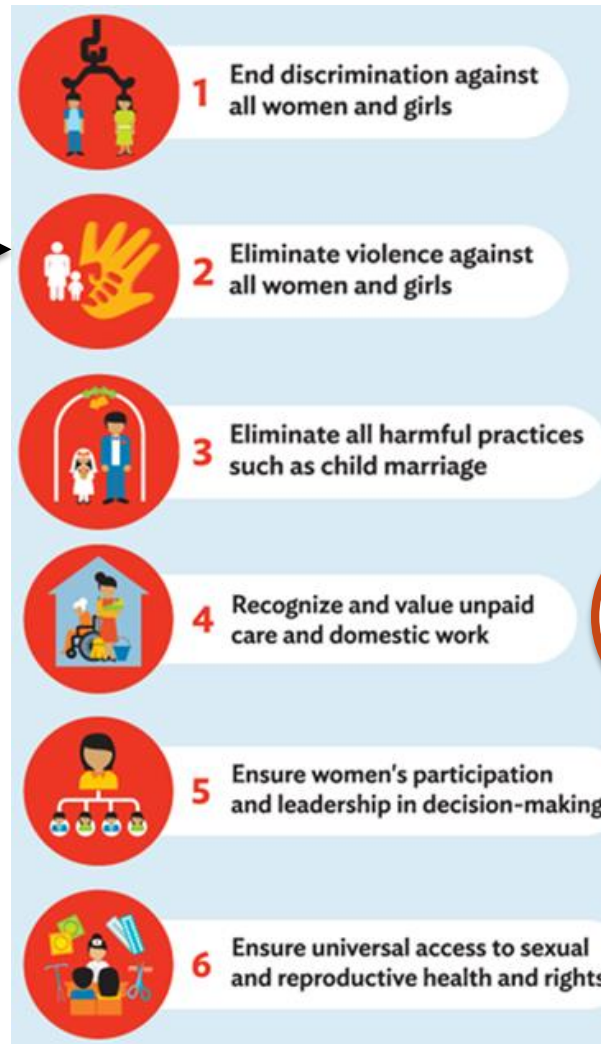 1 End discrimination against
all women and girls
2 Eliminate violence against
all women and girls
3 Eliminate all harmful practices
such as child marriage
4 Recognize and value unpaid
care and domestic work
5 Ensure women's participation
and leadership in decision-making
6 Ensure universal access to sexual
and reproductive health and rights